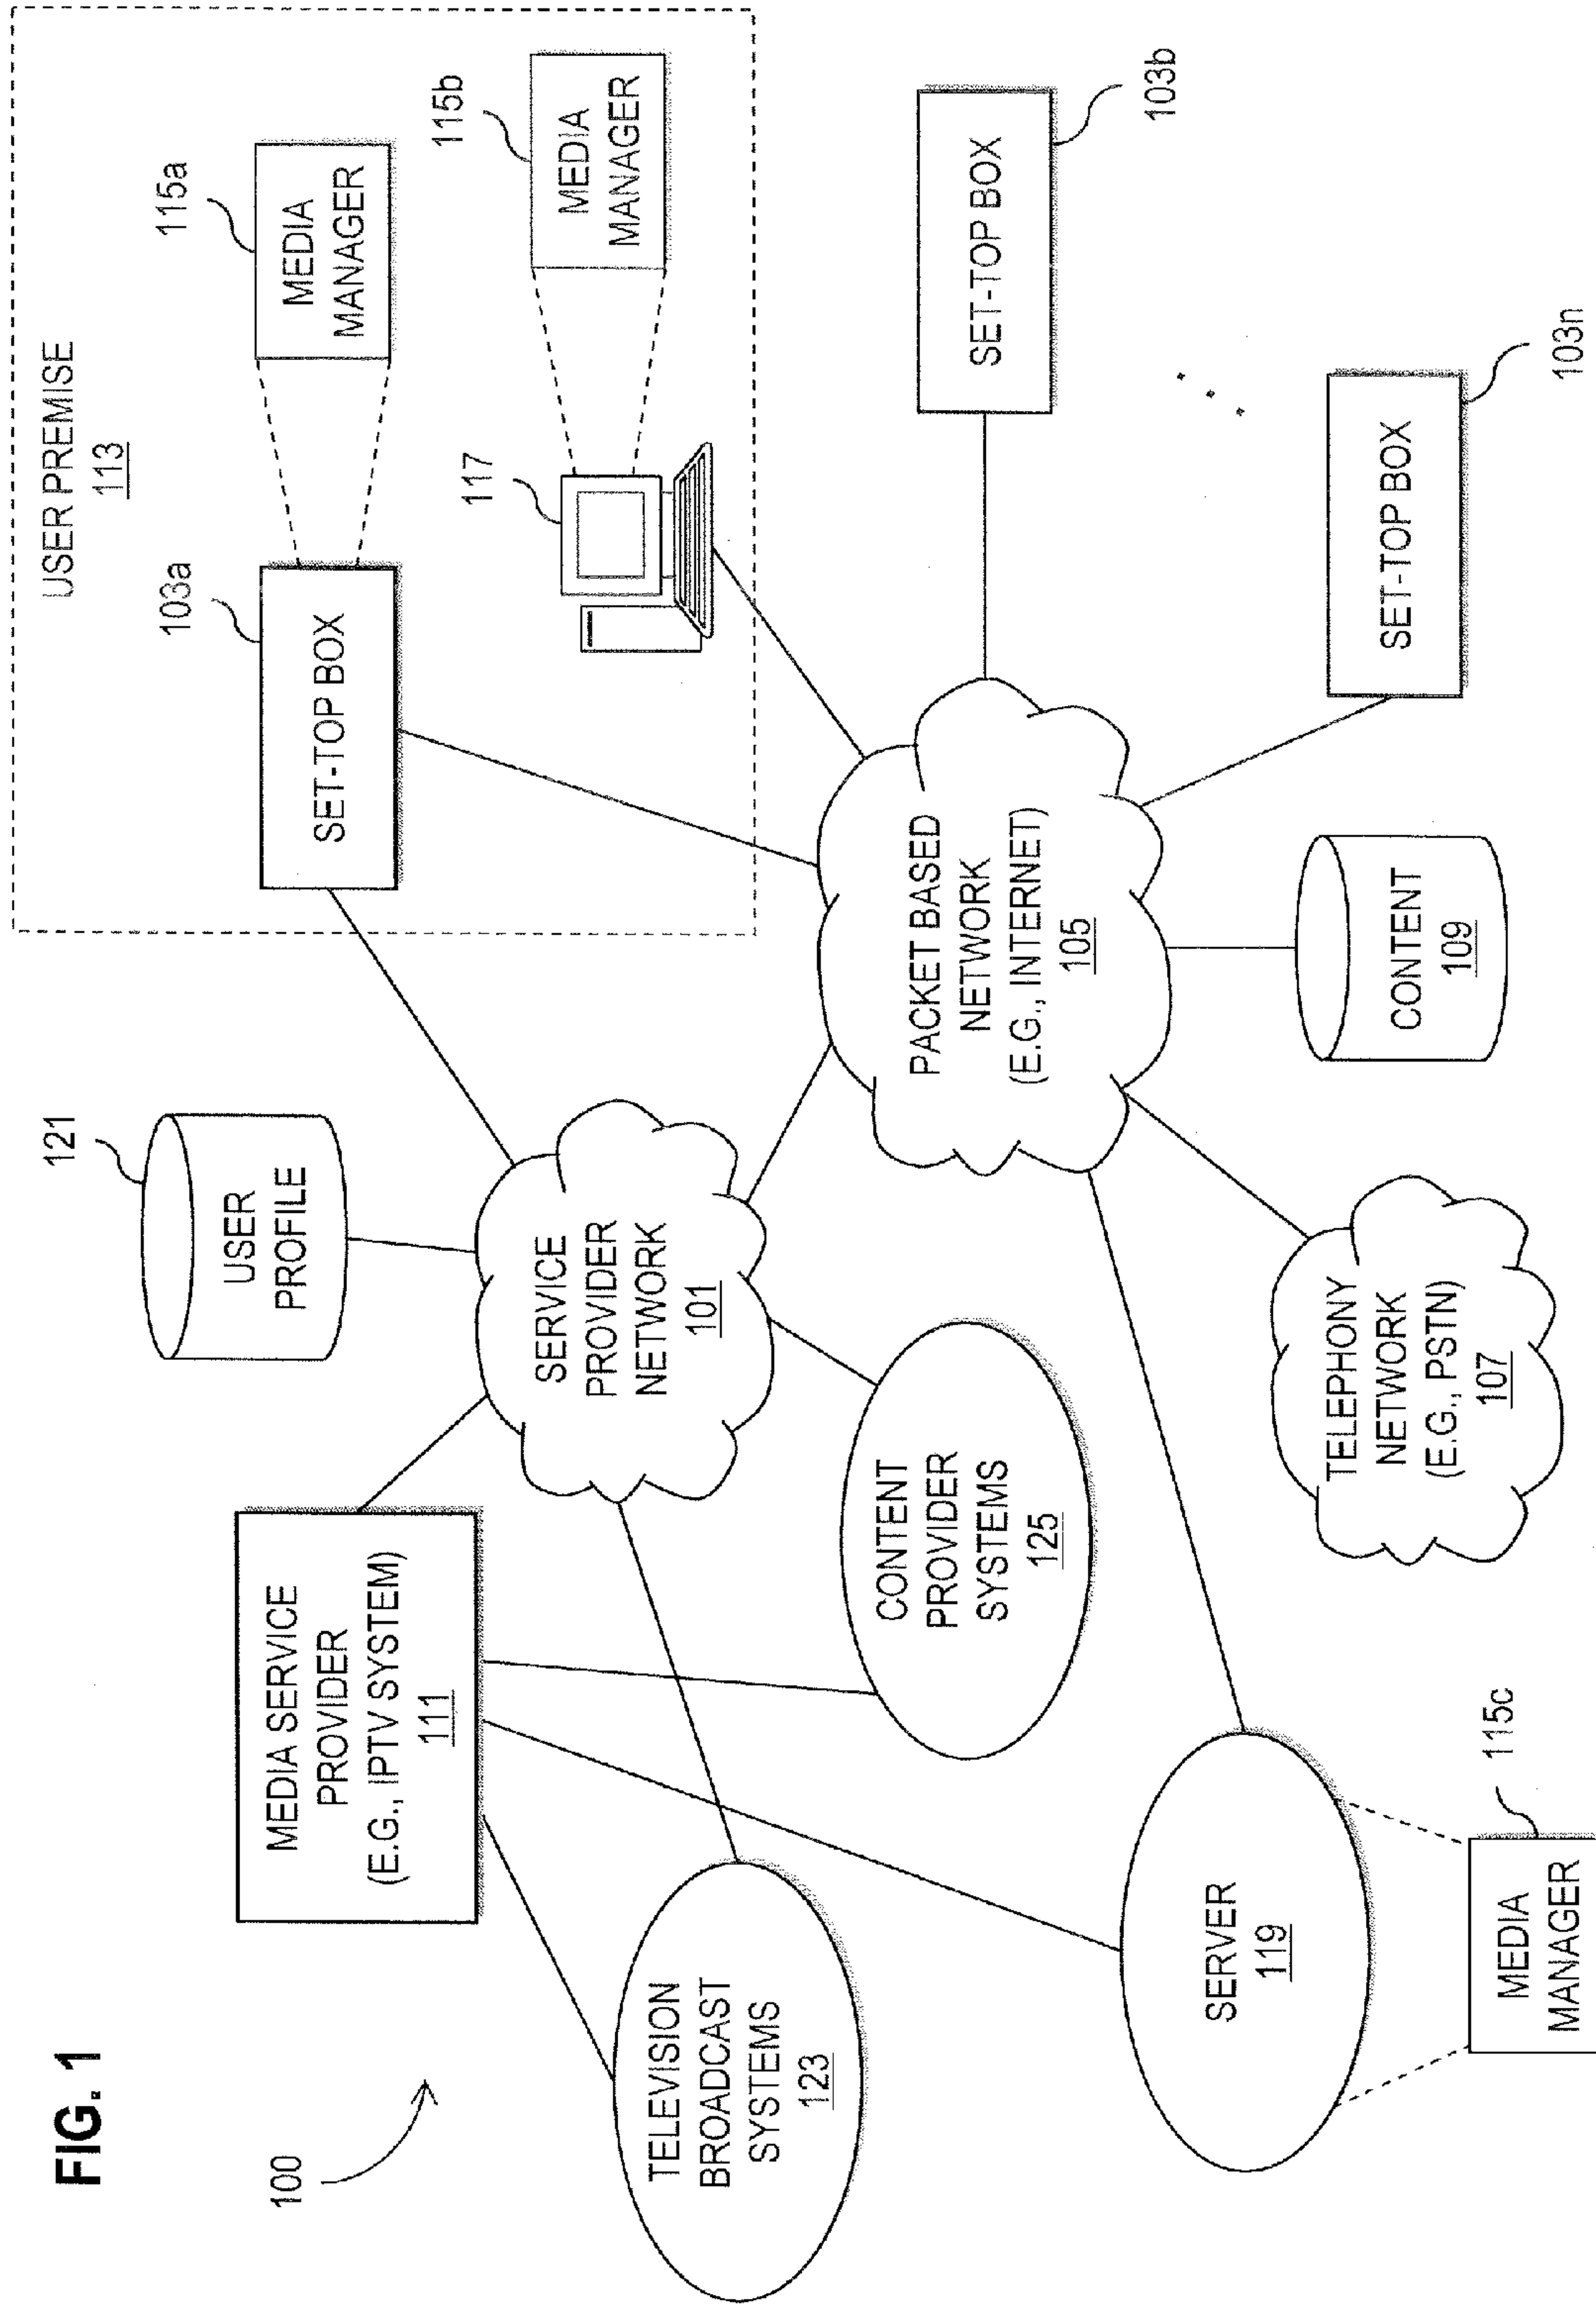 FIG. 1
100
MEDIA SERVICE
PROVIDER
(E.G., IPTV SYSTEM)
111
121
USER
PROFILE
USER PREMISE
113
103a
SET-TOP BOX
115a
MEDIA
MANAGER
117
115b
MEDIA
MANAGER
SERVICE
PROVIDER
NETWORK
101
TELEVISION
BROADCAST
SYSTEMS
123
CONTENT
PROVIDER
SYSTEMS
125
PACKET BASED
NETWORK
(E.G., INTERNET)
105
SET-TOP BOX
103b
SERVER
119
TELEPHONY
NETWORK
(E.G., PSTN)
107
CONTENT
109
SET-TOP BOX
103n
115c
MEDIA
MANAGER